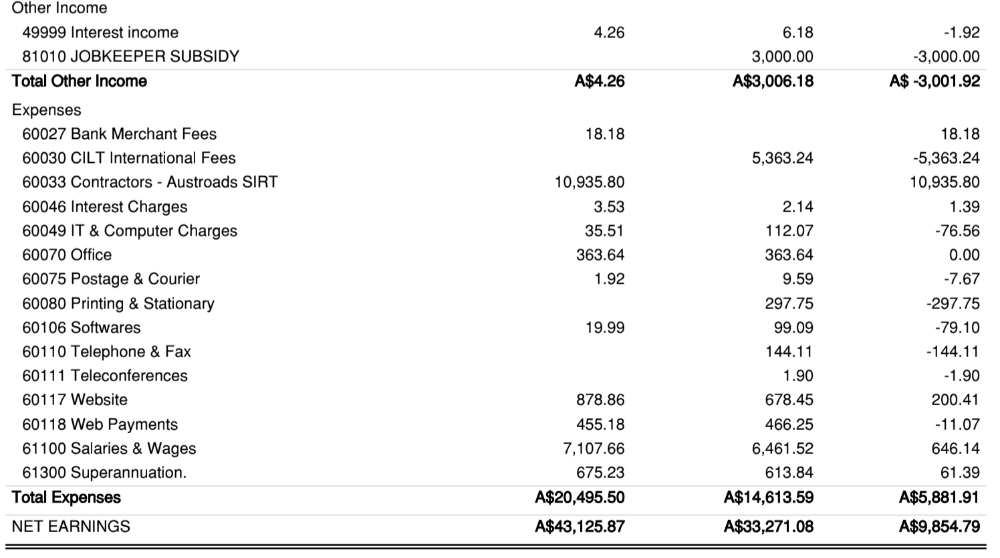 Other Income
49999 Interest income 4.26 6.18 -1.92
81010 JOBKEEPER SUBSIDY 3,000.00 -3,000.00
Total Other Income A$4.26 A$3,006.18 A$ -3,001.92
Expenses
60027 Bank Merchant Fees 18.18 18.18
60030 CILT International Fees 5,363.24 -5,363.24
60033 Contractors - Austroads SIRT 10,935.80 10,935.80
60046 Interest Charges 3.53 2.14 1.39
60049 IT & Computer Charges 35.51 112.07 -76.56
60070 Office 363.64 363.64 0.00
60075 Postage & Courier 1.92 9.59 -7.67
60080 Printing & Stationary 297.75 -297.75
60106 Softwares 19.99 99.09 -79.10
60110 Telephone & Fax 144.11 -144.11
60111 Teleconferences 1.90 -1.90
60117 Website 878.86 678.45 200.41
60118 Web Payments 455.18 466.25 -11.07
61100 Salaries & Wages 7,107.66 6,461.52 646.14
61300 Superannuation. 675.23 613.84 61.39
Total Expenses A$20,495.50 A$14,613.59 A$5,881.91
NET EARNINGS A$43,125.87 A$33,271.08 A$9,854.79